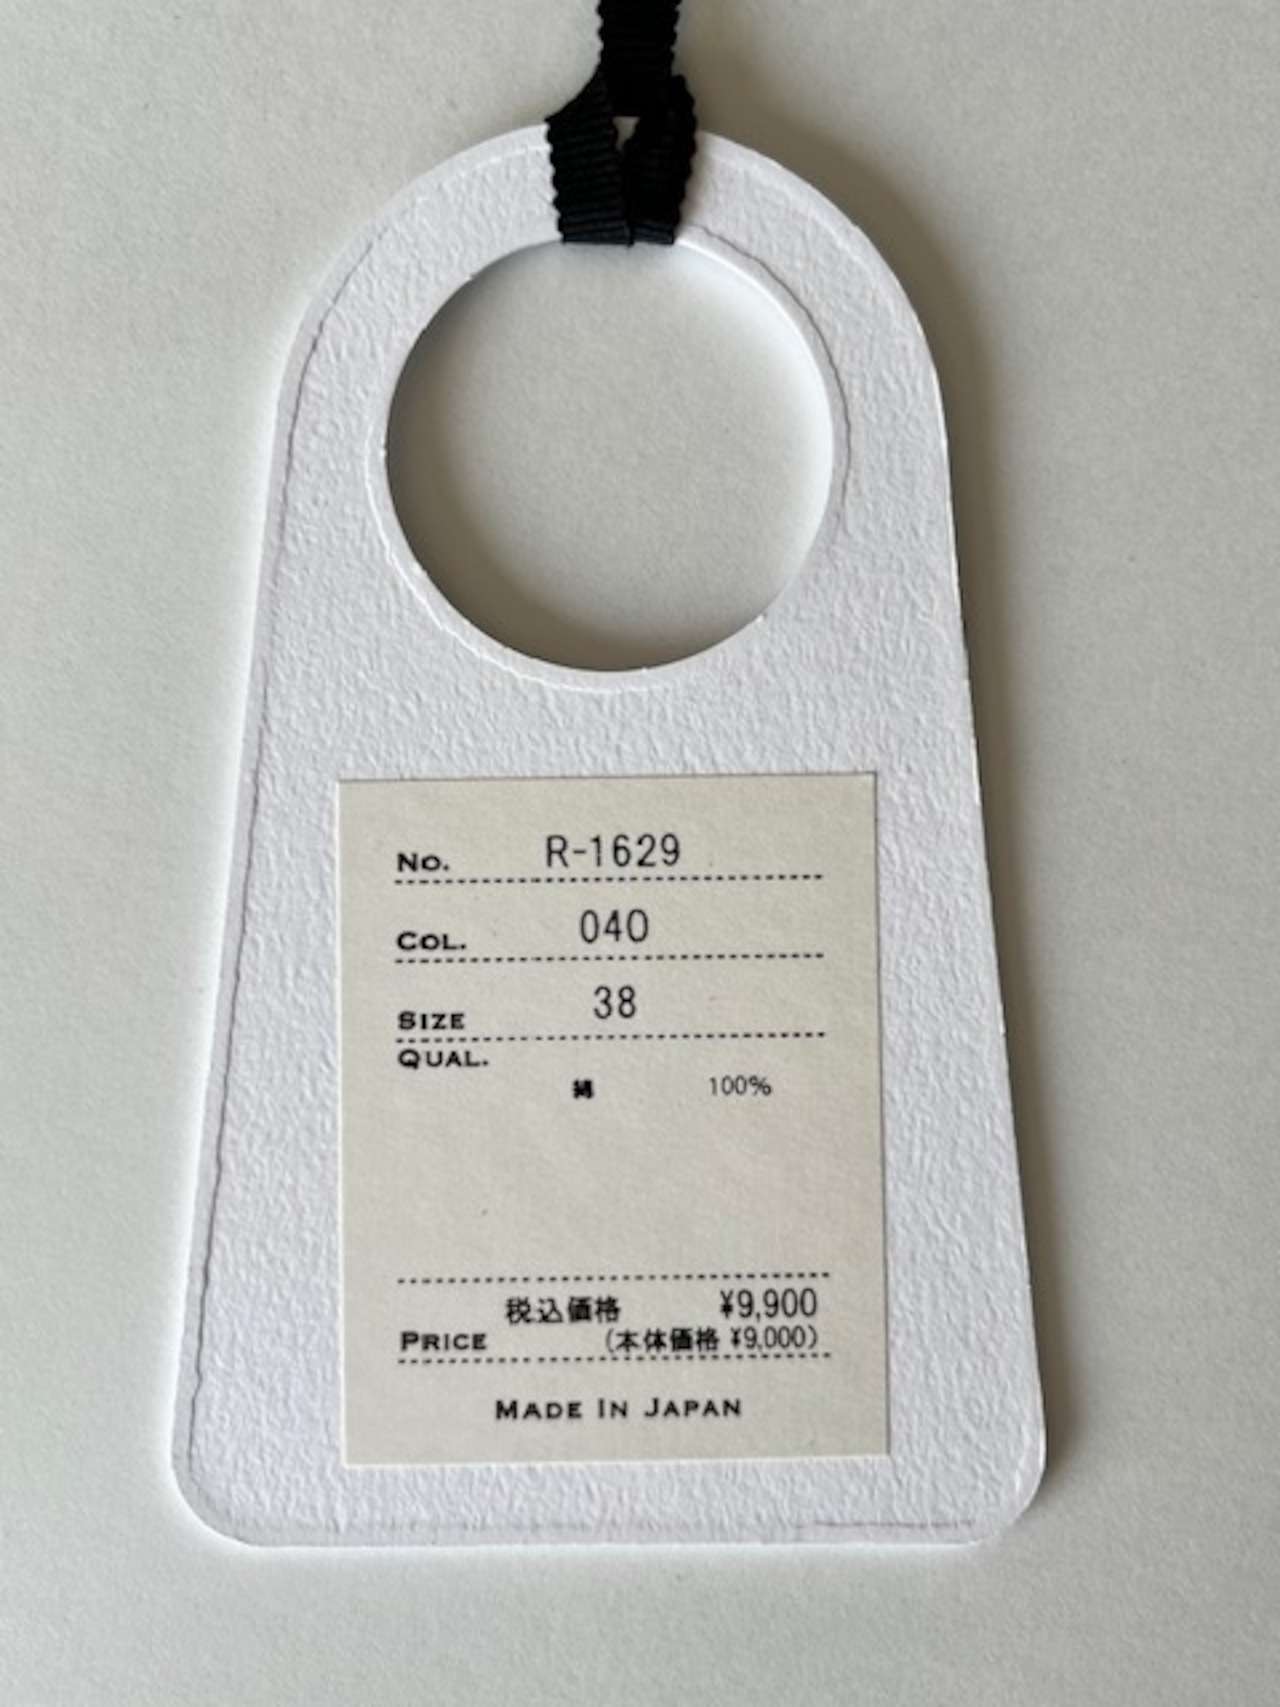 No. R-1629
Col. 040
Size 38
Qual.
綿 100%
税込価格 ¥9,900
Price (本体価格 ¥9,000)
Made In Japan